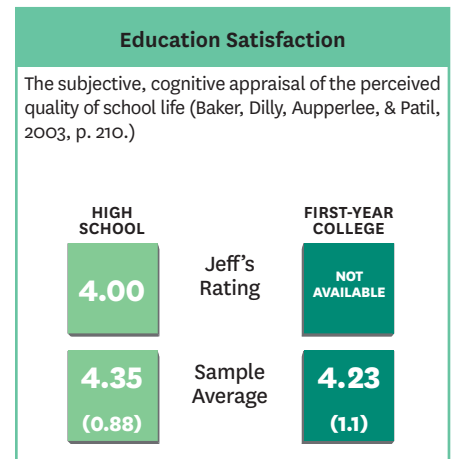 Education Satisfaction
The subjective, cognitive appraisal of the perceived
quality of school life (Baker, Dilly, Aupperlee, & Patil,
2003, p. 210.)
HIGH
SCHOOL
FIRST-YEAR
COLLEGE
4.00
Jeff’s
Rating
NOT
AVAILABLE
4.35
(0.88)
Sample
Average
4.23
(1.1)